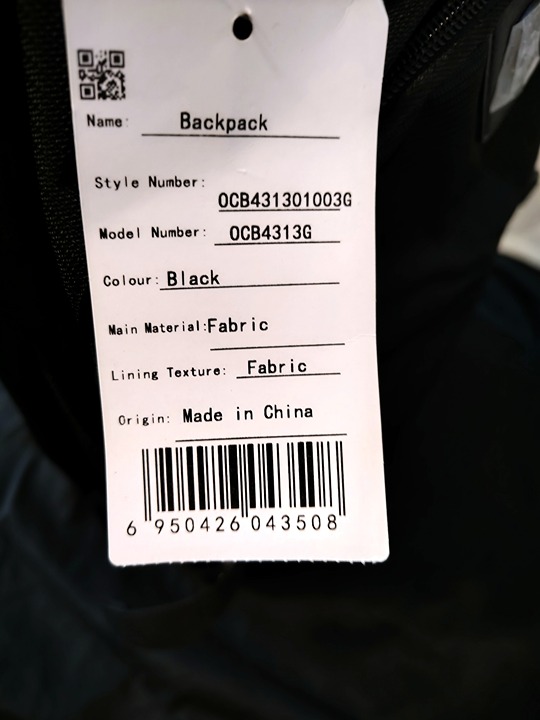 Name: Backpack
Style Number:
OCB431301003G
Model Number: OCB4313G
Colour: Black
Main Material: Fabric
Lining Texture: Fabric
Origin: Made in China
6 950426 043508